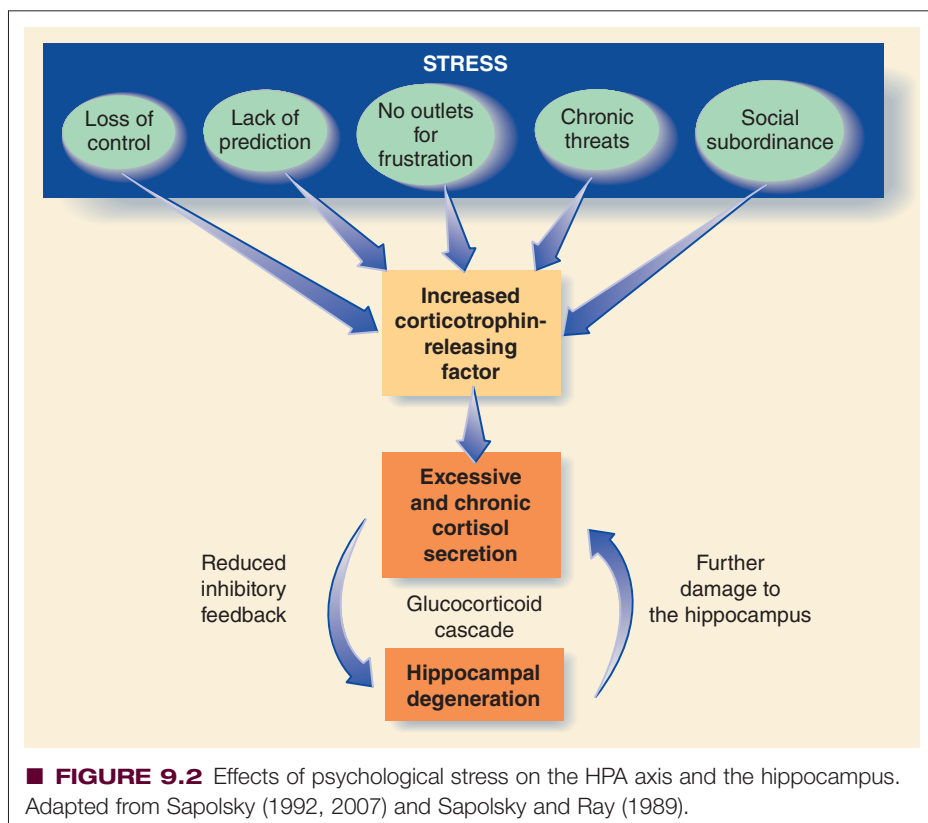 STRESS
Loss of
control
Lack of
prediction
No outlets
for
frustration
Chronic
threats
Social
subordinance
Increased
corticotrophin-
releasing
factor
Excessive
and chronic
cortisol
secretion
Reduced
inhibitory
feedback
Glucocorticoid
cascade
Further
damage to
the hippocampus
Hippocampal
degeneration
■ FIGURE 9.2 Effects of psychological stress on the HPA axis and the hippocampus.
Adapted from Sapolsky (1992, 2007) and Sapolsky and Ray (1989).